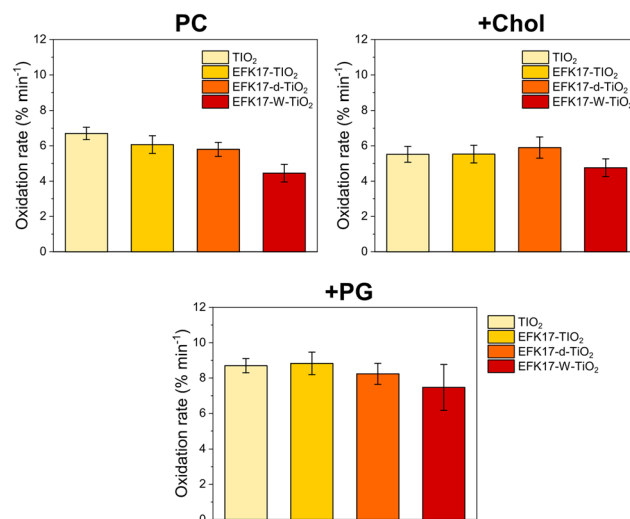 PC
12
10
8
6
4
2
0
Oxidation rate (% min⁻¹)
TIO₂
EFK17-TIO₂
EFK17-d-TiO₂
EFK17-W-TiO₂
+Chol
12
10
8
6
4
2
0
Oxidation rate (% min⁻¹)
TIO₂
EFK17-TIO₂
EFK17-d-TiO₂
EFK17-W-TiO₂
+PG
12
10
8
6
4
2
0
Oxidation rate (% min⁻¹)
TIO₂
EFK17-TIO₂
EFK17-d-TiO₂
EFK17-W-TiO₂